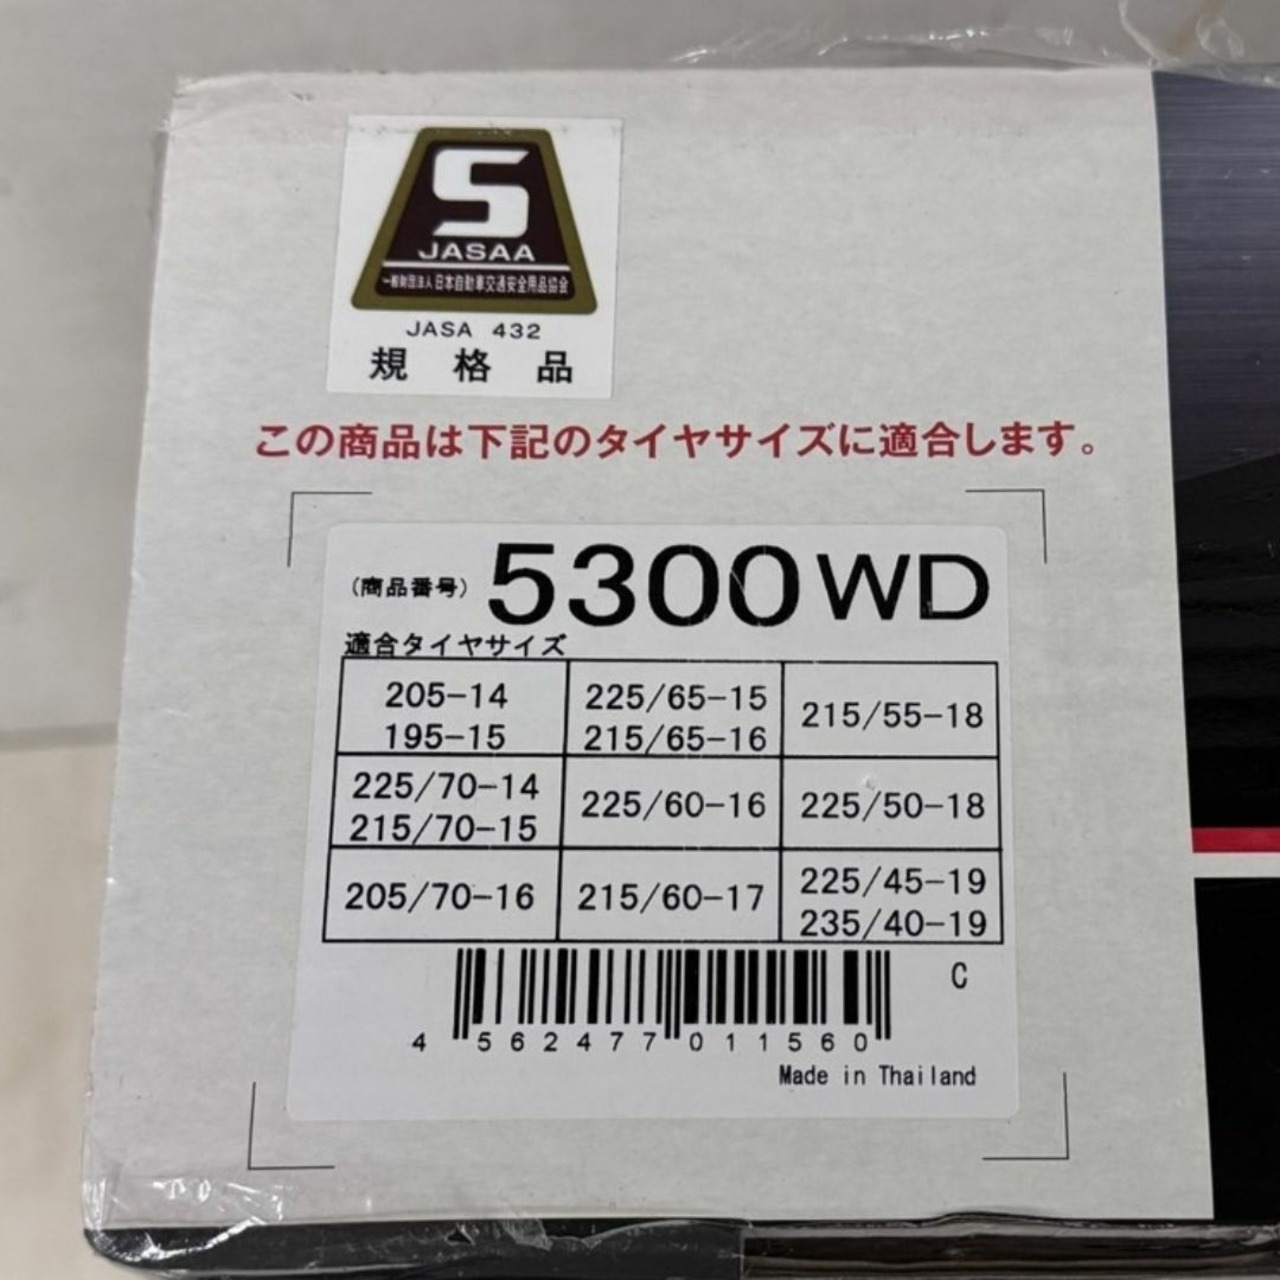 S
JASAA
一般財団法人 日本自動車交通安全用品協会
JASA 432
規 格 品
この商品は下記のタイヤサイズに適合します。
(商品番号) 5300WD
適合タイヤサイズ
205-14
195-15
225/65-15
215/65-16
215/55-18
225/70-14
215/70-15
225/60-16
225/50-18
205/70-16
215/60-17
225/45-19
235/40-19
C
4 562477 011560
Made in Thailand